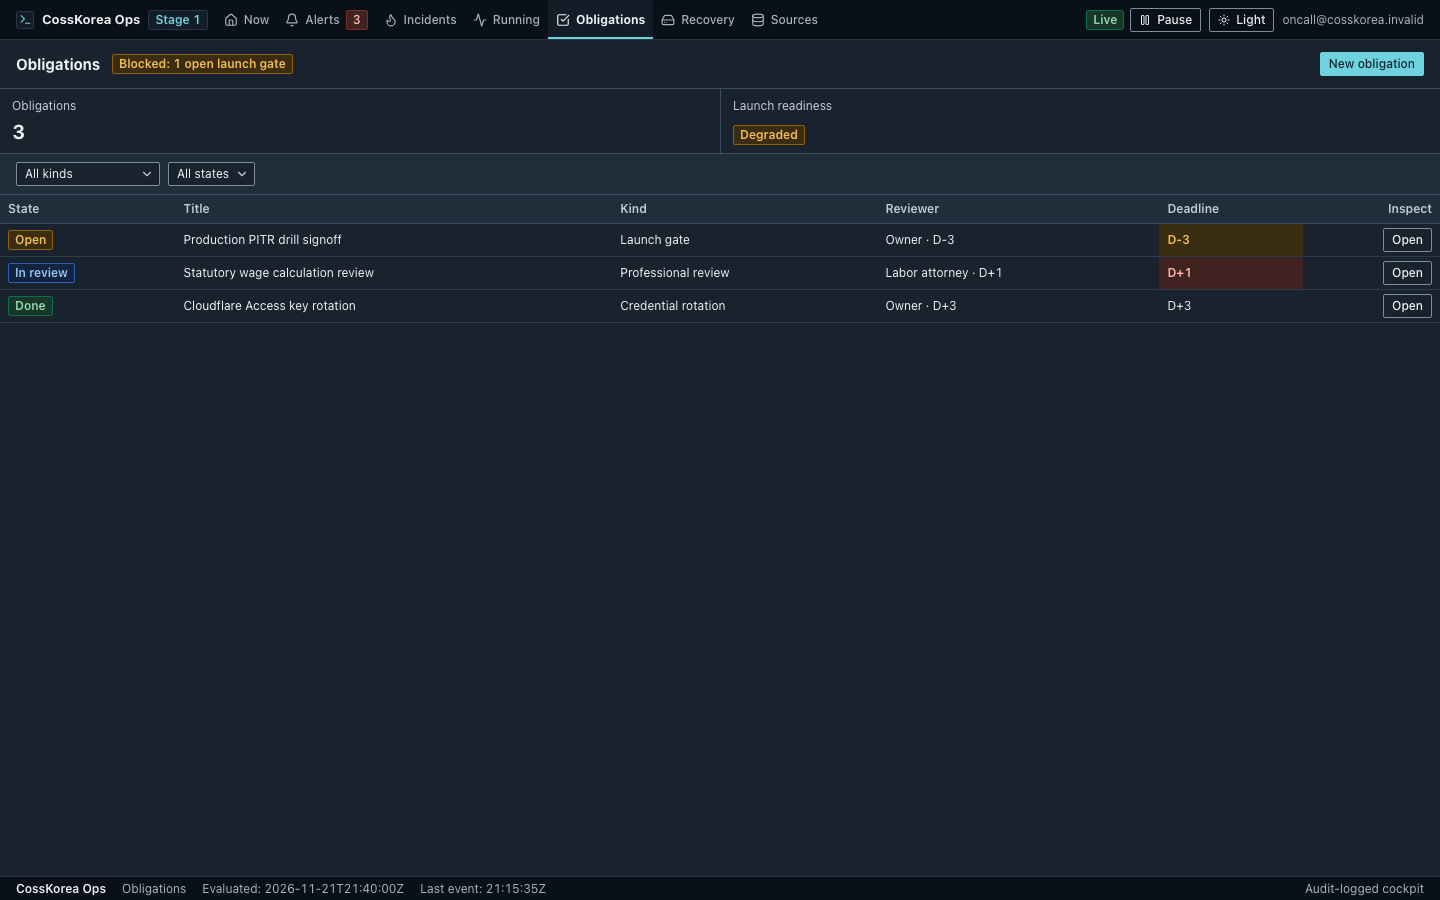 CossKorea Ops Stage 1 Now Alerts 3 Incidents Running Obligations Recovery Sources Live Pause Light oncall@cosskorea.invalid
Obligations Blocked: 1 open launch gate New obligation
Obligations Launch readiness
3 Degraded
All kinds All states
State Title Kind Reviewer Deadline Inspect
Open Production PITR drill signoff Launch gate Owner · D-3 D-3 Open
In review Statutory wage calculation review Professional review Labor attorney · D+1 D+1 Open
Done Cloudflare Access key rotation Credential rotation Owner · D+3 D+3 Open
CossKorea Ops Obligations Evaluated: 2026-11-21T21:40:00Z Last event: 21:15:35Z Audit-logged cockpit